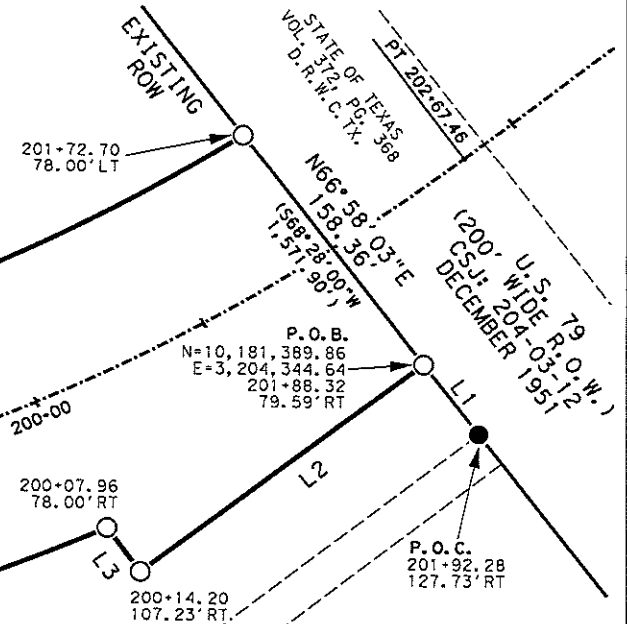 EXISTING
ROW
STATE OF TEXAS
VOL. 372, PG. 368
D.R.W.C.TX.
PT 202+67.46
201+72.70
78.00'LT
N66°58'03"E
158.36'
(S68°28'00"W
1,571.90')
U.S. 79
(200' WIDE R.O.W.)
CSJ: 204-03-12
DECEMBER 1951
P.O.B.
N=10,181,389.86
E=3,204,344.64
201+88.32
79.59'RT
L1
200-00
L2
200+07.96
78.00'RT
L3
P.O.C.
201+92.28
127.73'RT
200+14.20
107.23'RT.